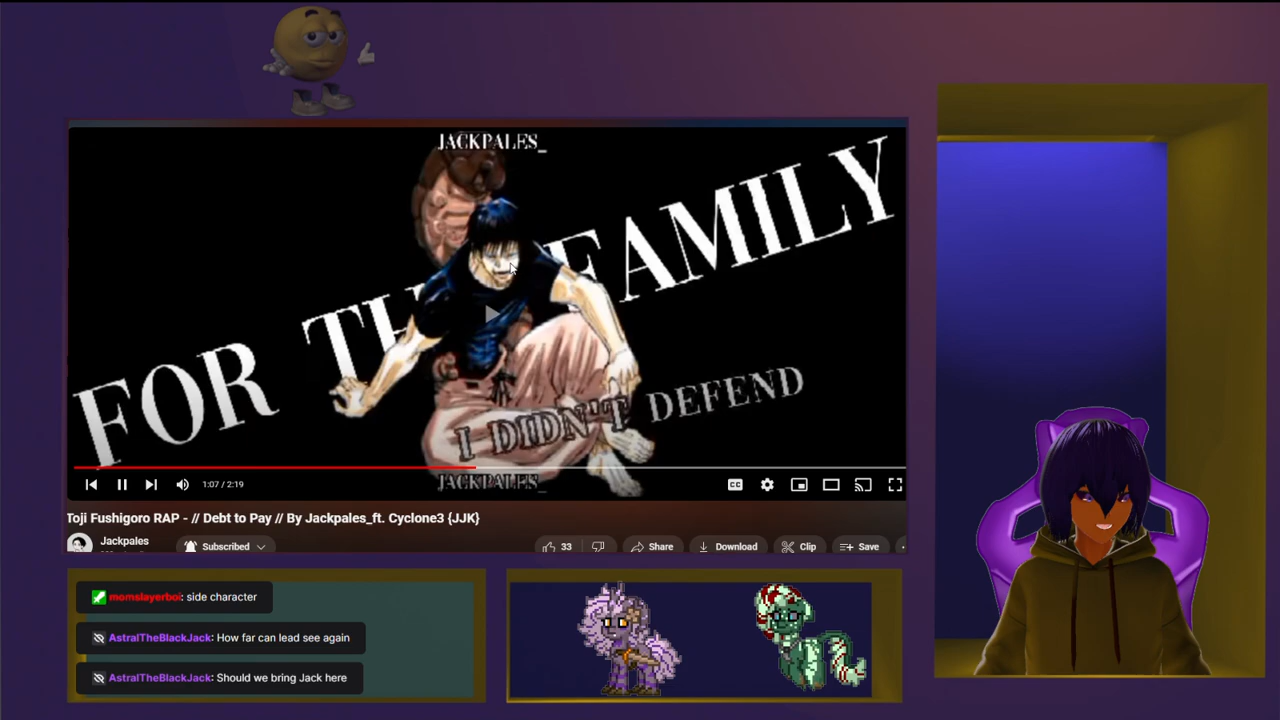 JACKPALES_
FOR THE FAMILY
I DIDN'T DEFEND
JACKPALES_
1:07 / 2:19
CC
Toji Fushigoro RAP - // Debt to Pay // By Jackpales_ft. Cyclone3 {JJK}
Jackpales
Subscribed
33
Share
Download
Clip
Save
momslayerboi: side character
AstralTheBlackJack: How far can lead see again
AstralTheBlackJack: Should we bring Jack here